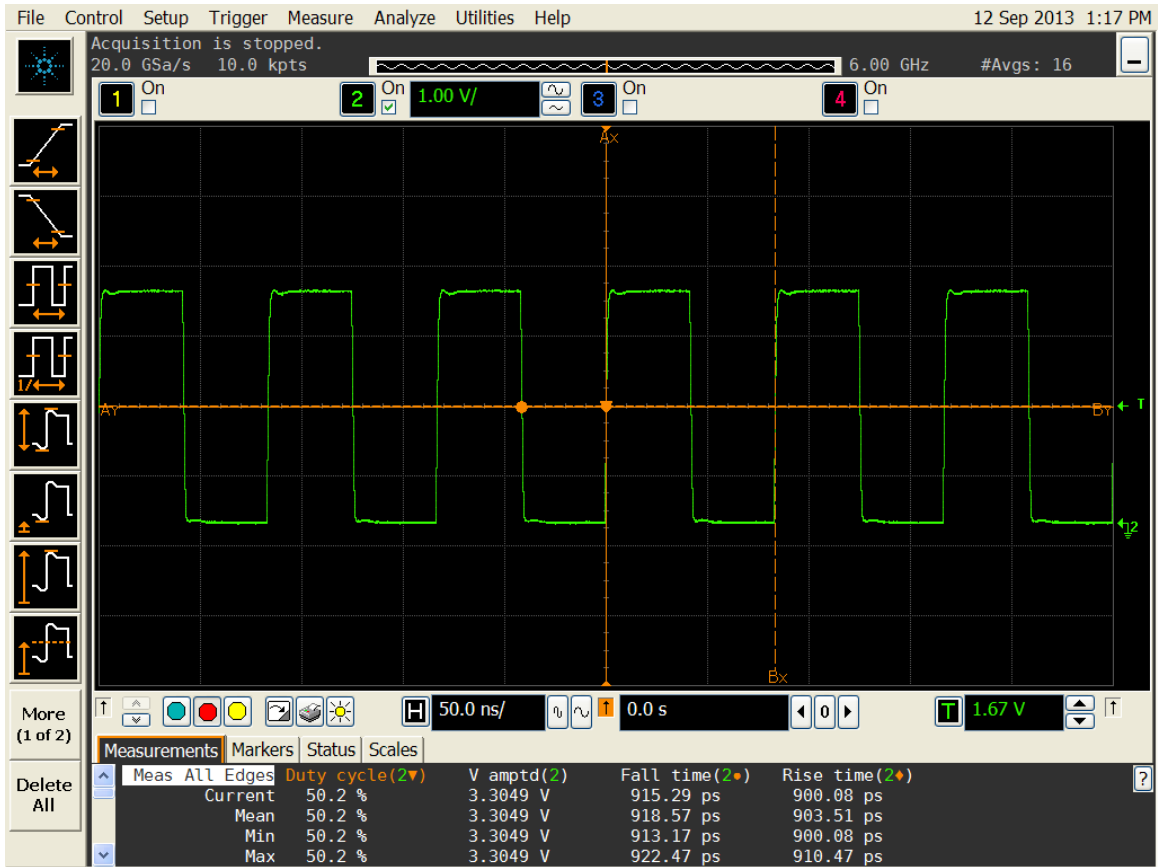 File Control Setup Trigger Measure Analyze Utilities Help 12 Sep 2013 1:17 PM
Acquisition is stopped.
20.0 GSa/s 10.0 kpts 6.00 GHz #Avgs: 16
1 On 2 On 1.00 V/ 3 On 4 On
Ax
1/
AY BY T
2
Bx
More
(1 of 2)
H 50.0 ns/ 0.0 s 0 T 1.67 V
Measurements Markers Status Scales
Delete
All
Meas All Edges Duty cycle(2▼) V amptd(2) Fall time(2●) Rise time(2♦) ?
Current 50.2 % 3.3049 V 915.29 ps 900.08 ps
Mean 50.2 % 3.3049 V 918.57 ps 903.51 ps
Min 50.2 % 3.3049 V 913.17 ps 900.08 ps
Max 50.2 % 3.3049 V 922.47 ps 910.47 ps